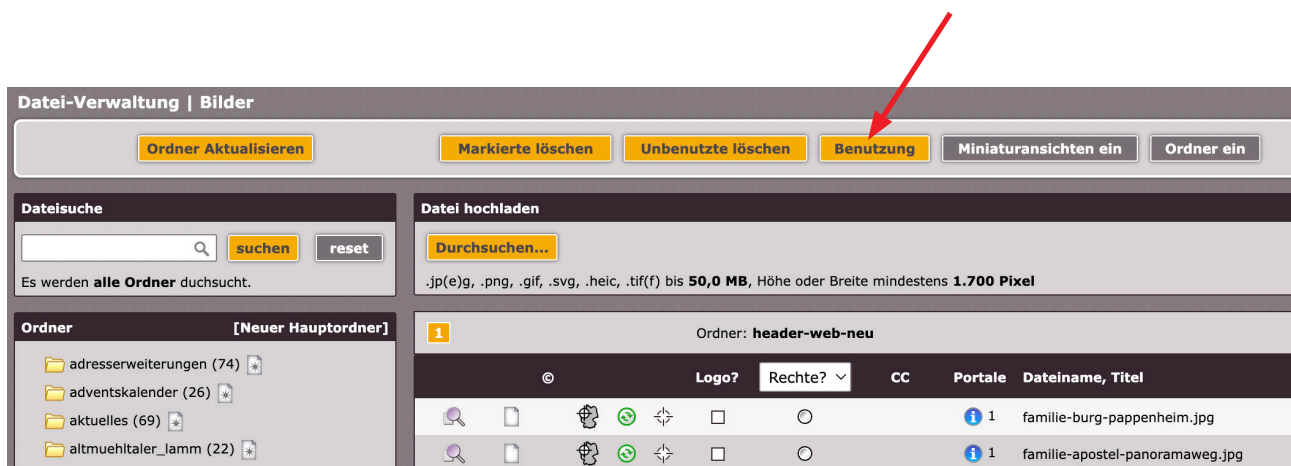 Datei-Verwaltung | Bilder
Ordner Aktualisieren Markierte löschen Unbenutzte löschen Benutzung Miniaturansichten ein Ordner ein
Dateisuche
suchen reset
Es werden alle Ordner duchsucht.
Datei hochladen
Durchsuchen...
.jp(e)g, .png, .gif, .svg, .heic, .tif(f) bis 50,0 MB, Höhe oder Breite mindestens 1.700 Pixel
Ordner [Neuer Hauptordner]
adresserweiterungen (74)
adventskalender (26)
aktuelles (69)
altmuehltaler_lamm (22)
1 Ordner: header-web-neu
© Logo? Rechte? CC Portale Dateiname, Titel
1 familie-burg-pappenheim.jpg
1 familie-apostel-panoramaweg.jpg